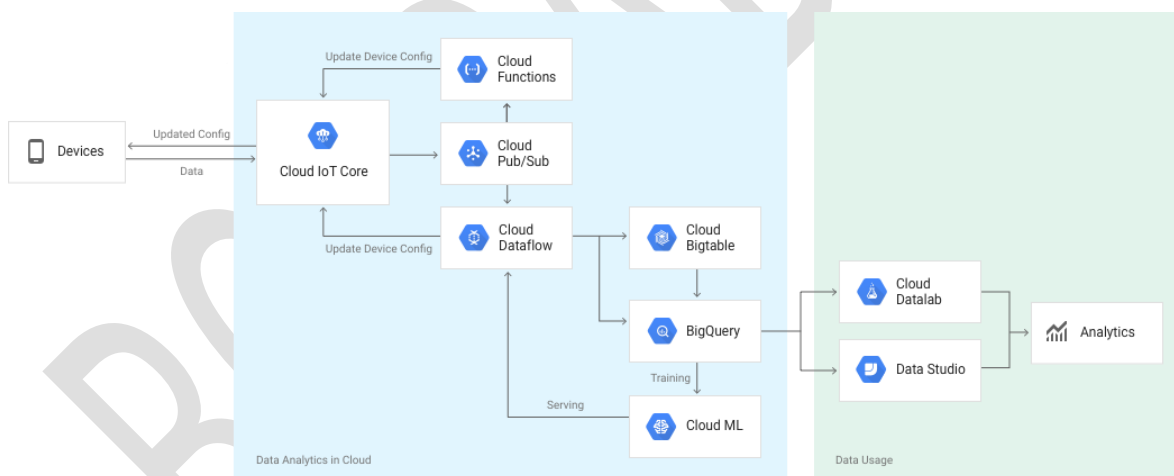 Update Device Config
Cloud
Functions
Devices
Updated Config
Data
Cloud IoT Core
Cloud
Pub/Sub
Update Device Config
Cloud
Dataflow
Cloud
Bigtable
BigQuery
Training
Serving
Cloud ML
Data Analytics in Cloud
Cloud
Datalab
Data Studio
Analytics
Data Usage